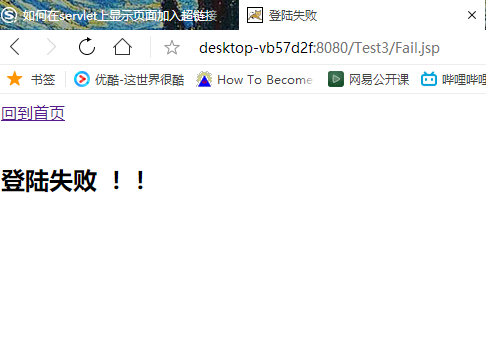 如何在servlet上显示页面加入超链接
登陆失败
desktop-vb57d2f:8080/Test3/Fail.jsp
书签 优酷-这世界很酷 How To Become 网易公开课 哔哩哔哩
回到首页
登陆失败 ！！